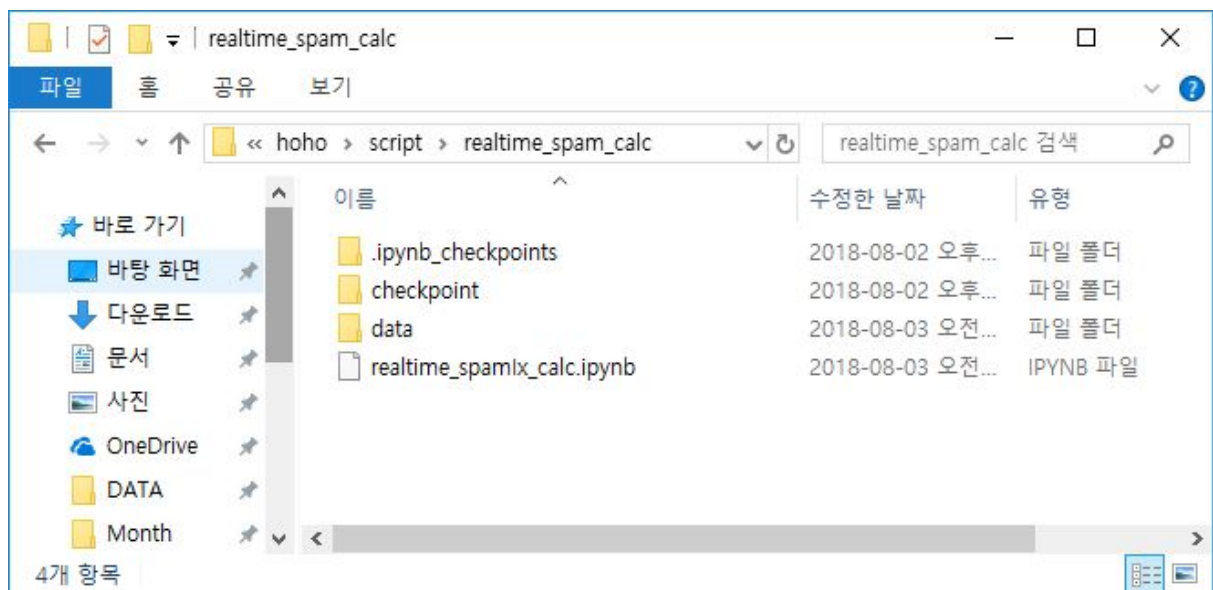 realtime_spam_calc
파일 홈 공유 보기
« hoho > script > realtime_spam_calc realtime_spam_calc 검색
이름 수정한 날짜 유형
바로 가기
바탕 화면
다운로드
문서
사진
OneDrive
DATA
Month
.ipynb_checkpoints 2018-08-02 오후... 파일 폴더
checkpoint 2018-08-02 오후... 파일 폴더
data 2018-08-03 오전... 파일 폴더
realtime_spamIx_calc.ipynb 2018-08-03 오전... IPYNB 파일
4개 항목